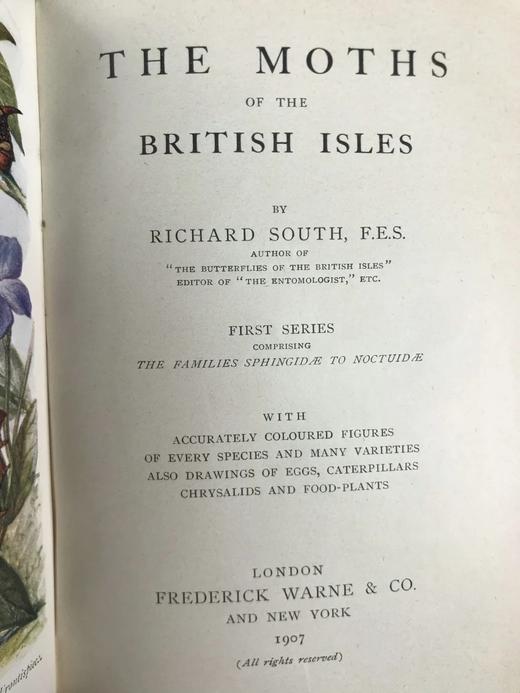 THE MOTHS
OF THE
BRITISH ISLES
BY
RICHARD SOUTH, F.E.S.
AUTHOR OF
"THE BUTTERFLIES OF THE BRITISH ISLES"
EDITOR OF "THE ENTOMOLOGIST," ETC.
FIRST SERIES
COMPRISING
THE FAMILIES SPHINGIDÆ TO NOCTUIDÆ
WITH
ACCURATELY COLOURED FIGURES
OF EVERY SPECIES AND MANY VARIETIES
ALSO DRAWINGS OF EGGS, CATERPILLARS
CHRYSALIDS AND FOOD-PLANTS
LONDON
FREDERICK WARNE & CO.
AND NEW YORK
1907
(All rights reserved)
Frontispiece.